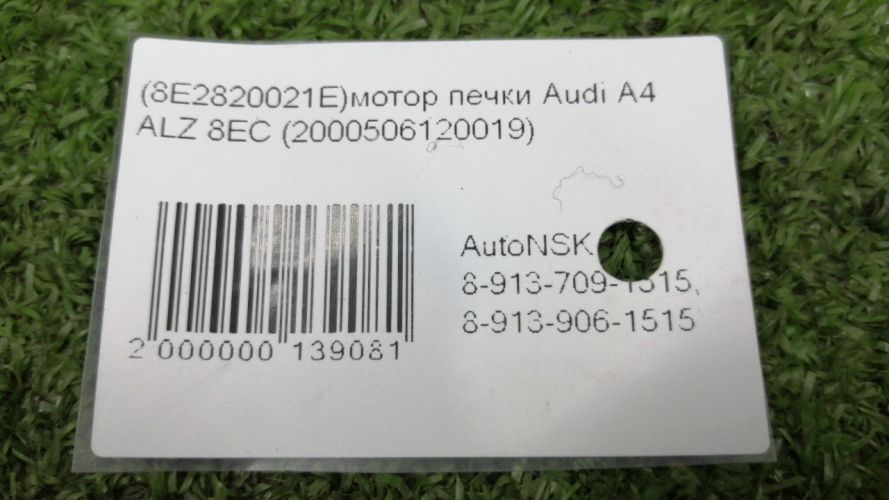 (8E2820021E)мотор печки Audi A4
ALZ 8EC (2000506120019)
AutoNSK
8-913-709-1515,
8-913-906-1515
2 000000 139081